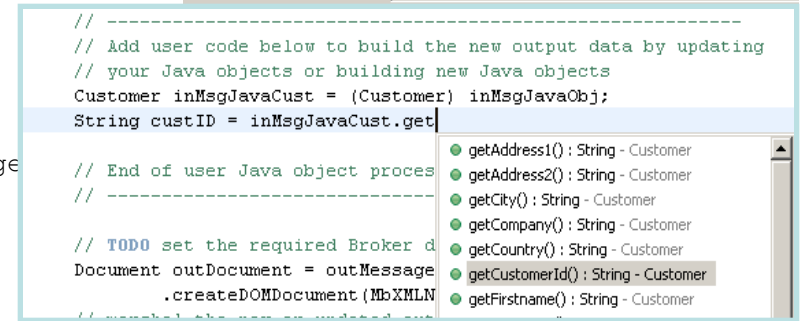 // ------------------------------------------------------------
// Add user code below to build the new output data by updating
// your Java objects or building new Java objects
Customer inMsgJavaCust = (Customer) inMsgJavaObj;
String custID = inMsgJavaCust.get
getAddress1() : String - Customer
getAddress2() : String - Customer
getCity() : String - Customer
getCompany() : String - Customer
getCountry() : String - Customer
getCustomerId() : String - Customer
getFirstname() : String - Customer
ge
// End of user Java object proces
// ------------------------------
// TODO set the required Broker d
Document outDocument = outMessage
.createDOMDocument(MbXMLN